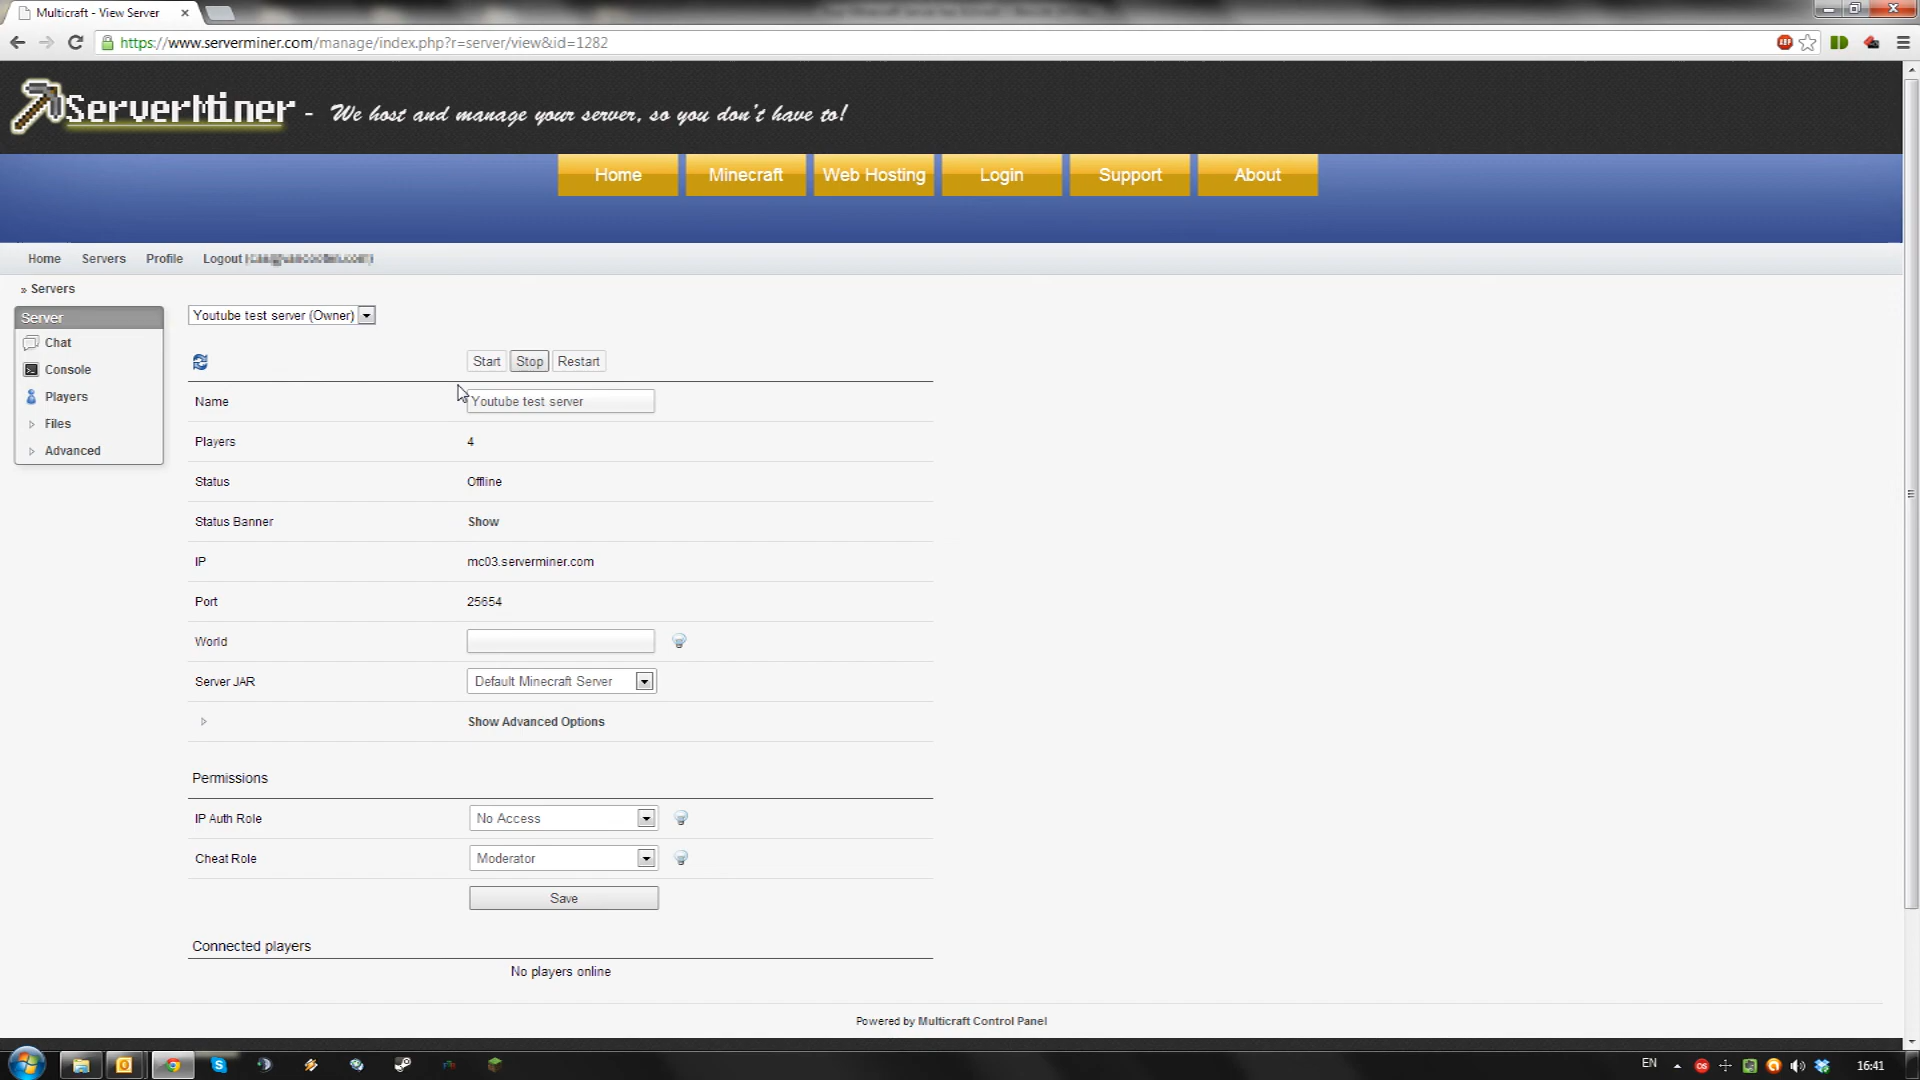 Multicraft - View Server
https://www.serverminer.com/manage/index.php?r=server/view&id=1282
ABP
ServerMiner - We host and manage your server, so you don't have to!
Home Minecraft Web Hosting Login Support About
Home Servers Profile Logout
» Servers
Server
Chat
Console
Players
Files
Advanced
Youtube test server (Owner)
Start Stop Restart
Name Youtube test server
Players 4
Status Offline
Status Banner Show
IP mc03.serverminer.com
Port 25654
World
Server JAR Default Minecraft Server
Show Advanced Options
Permissions
IP Auth Role No Access
Cheat Role Moderator
Save
Connected players
No players online
Powered by Multicraft Control Panel
EN 16:41